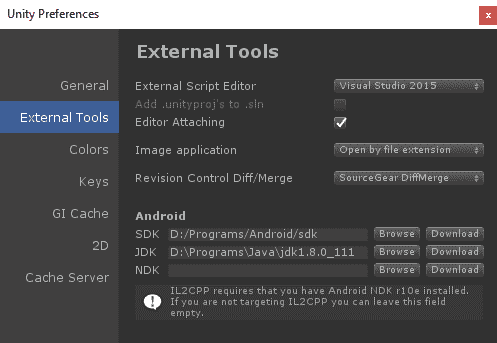 Unity Preferences
x
External Tools
General
External Script Editor Visual Studio 2015
Add .unityproj's to .sln
External Tools
Editor Attaching
Colors
Image application Open by file extension
Keys
Revision Control Diff/Merge SourceGear DiffMerge
GI Cache
Android
SDK D:/Programs/Android/sdk Browse Download
2D
JDK D:\Programs\Java\jdk1.8.0_111 Browse Download
NDK Browse Download
Cache Server
IL2CPP requires that you have Android NDK r10e installed.
If you are not targeting IL2CPP you can leave this field
empty.